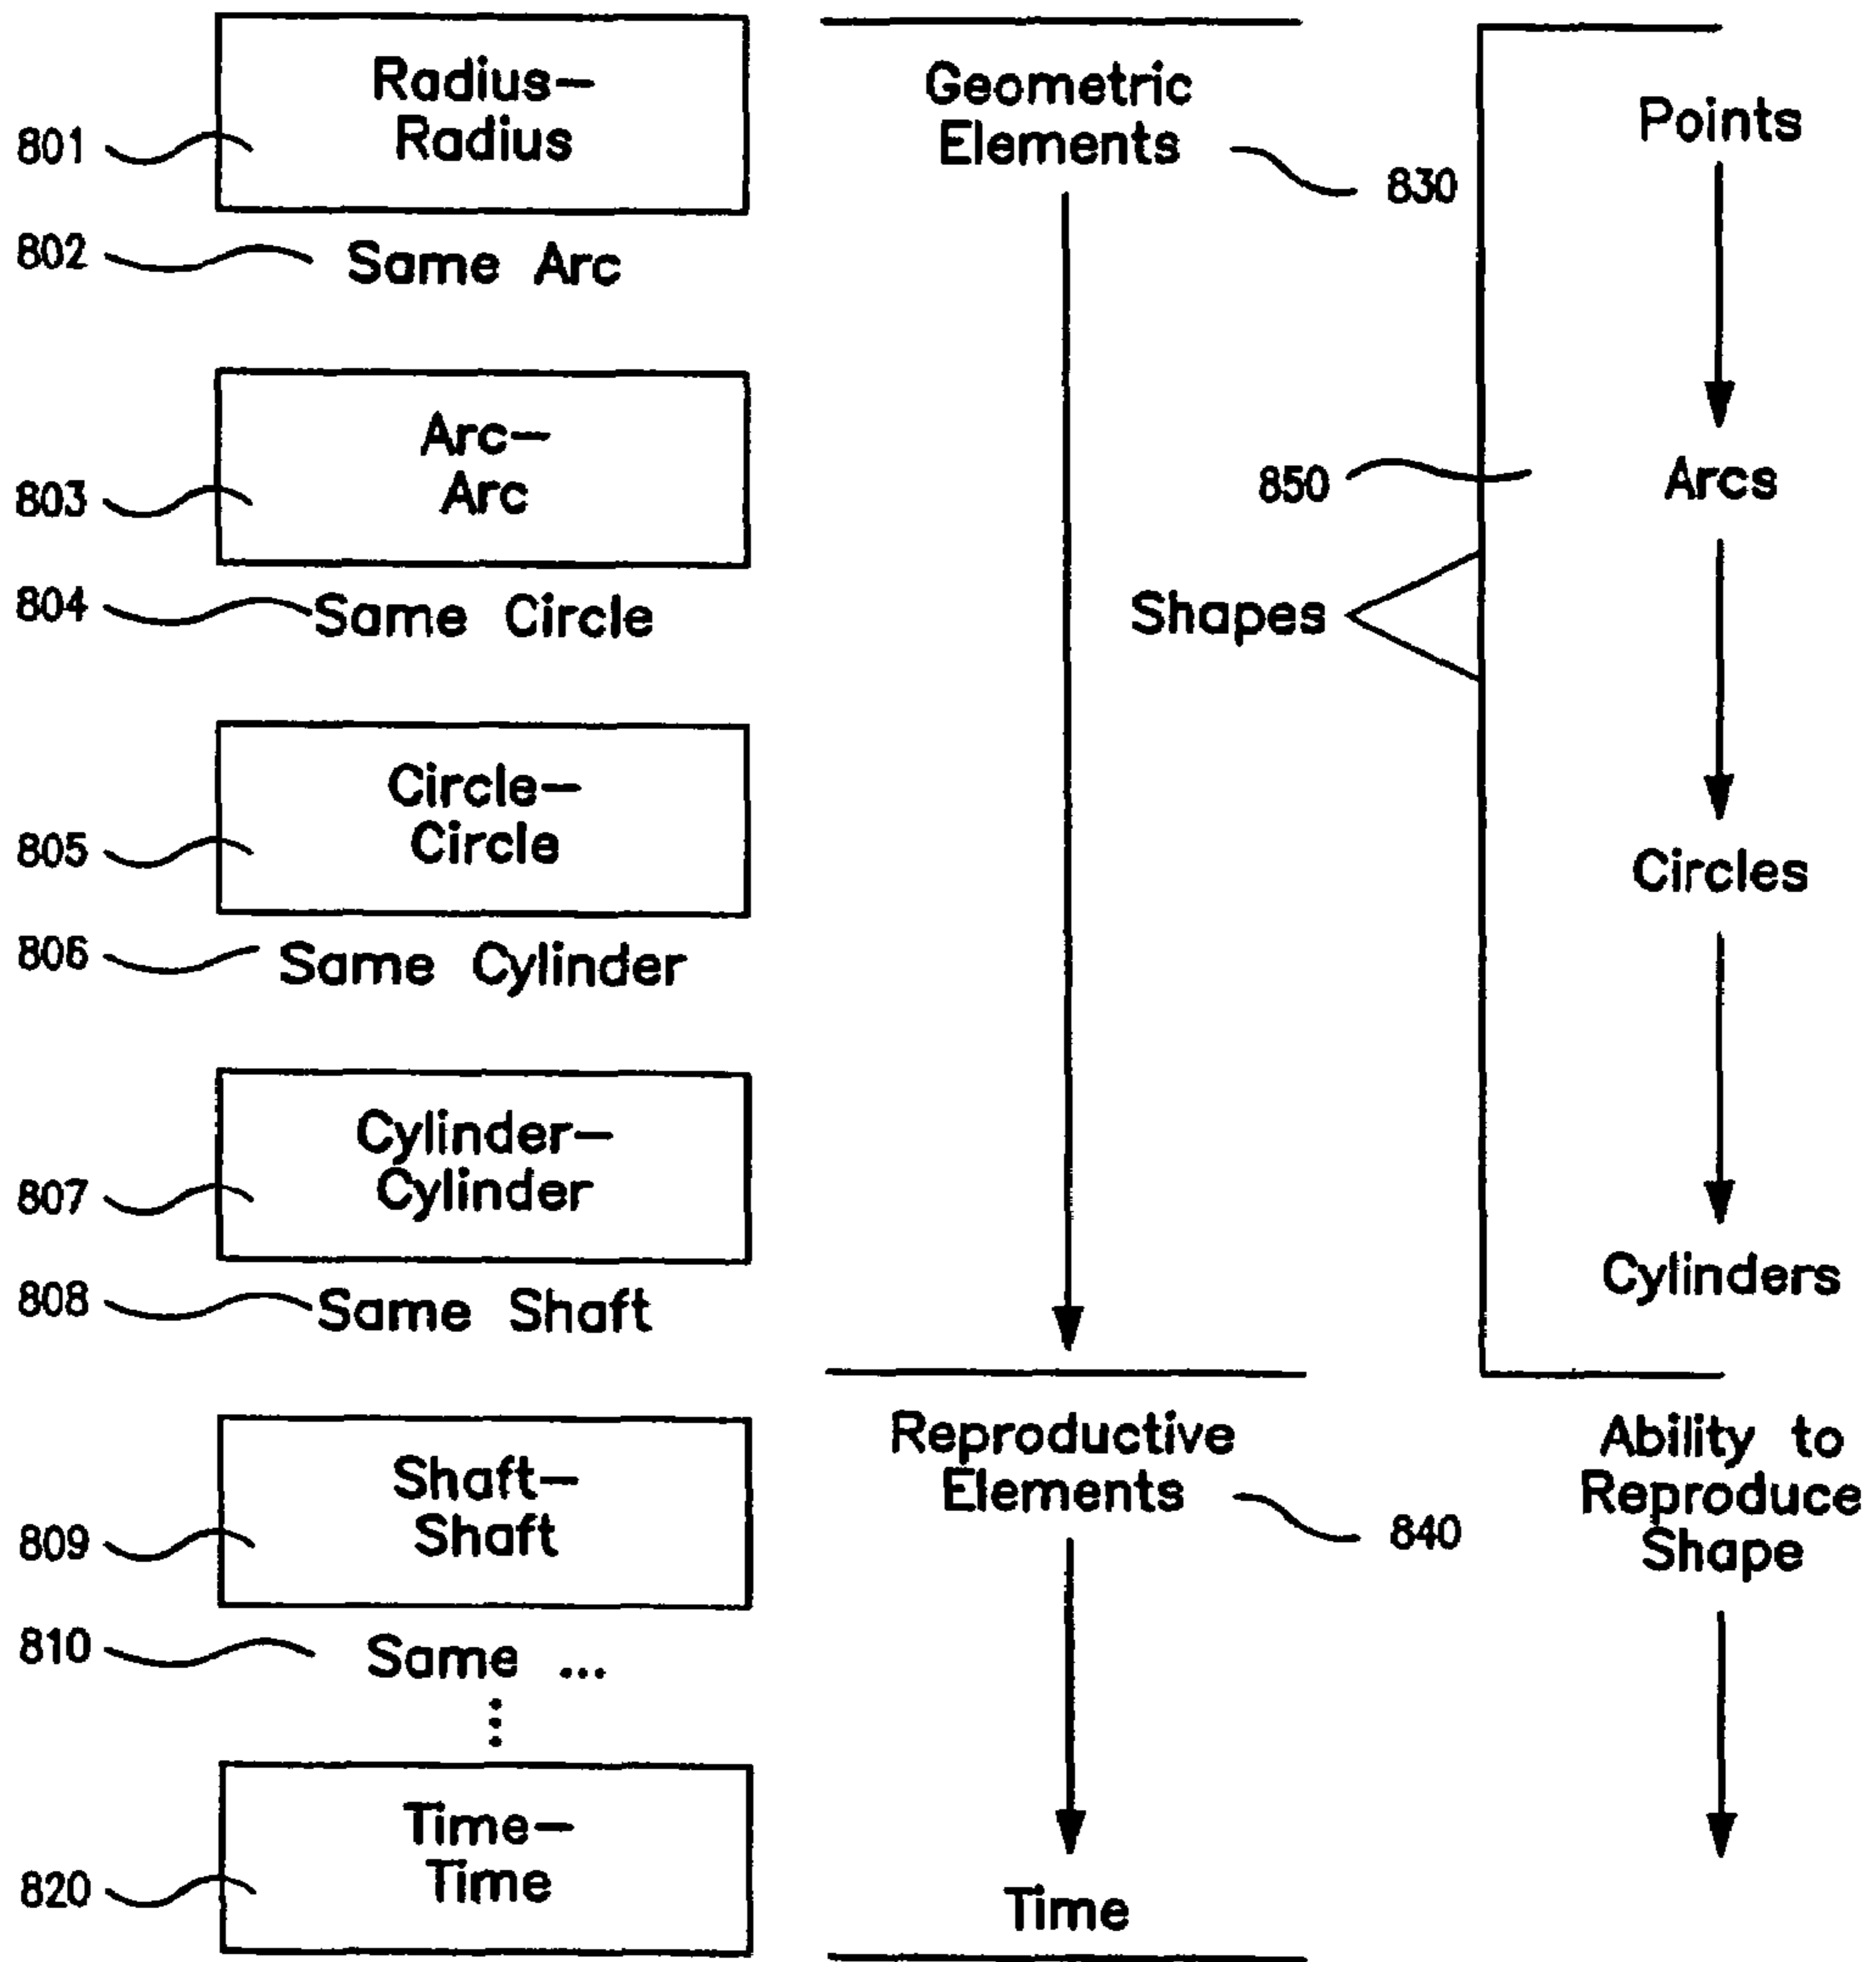 Radius—
Radius
801
802
Same Arc
Arc—
Arc
803
804
Same Circle
Circle—
Circle
805
806
Same Cylinder
Cylinder—
Cylinder
807
808
Same Shaft
Shaft—
Shaft
809
810
Same ...
Time—
Time
820
Geometric
Elements
830
Reproductive
Elements
840
Time
Points
850
Arcs
Shapes
Circles
Cylinders
Ability to
Reproduce
Shape